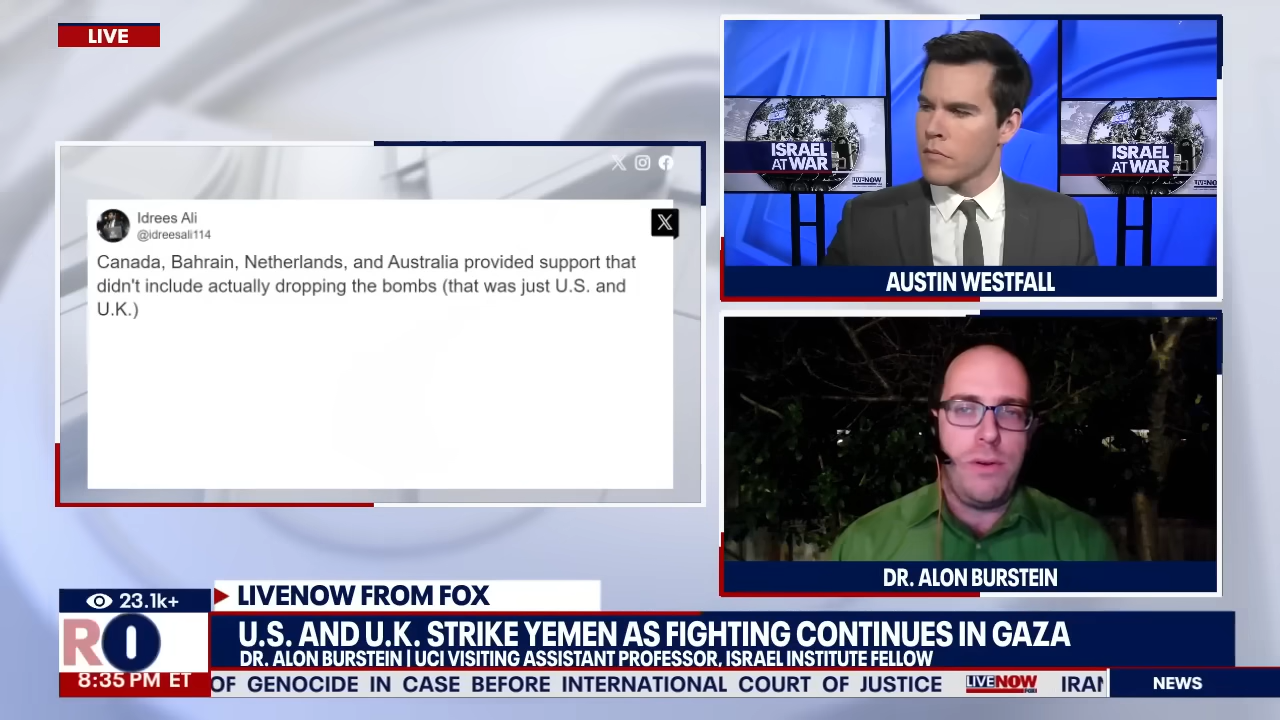 LIVE
Idrees Ali
@idreesali114
X
Canada, Bahrain, Netherlands, and Australia provided support that
didn't include actually dropping the bombs (that was just U.S. and
U.K.)
ISRAEL
AT WAR
LIVENOW
ISRAEL
AT WAR
LIVENOW
AUSTIN WESTFALL
DR. ALON BURSTEIN
23.1k+
LIVENOW FROM FOX
U.S. AND U.K. STRIKE YEMEN AS FIGHTING CONTINUES IN GAZA
DR. ALON BURSTEIN | UCI VISITING ASSISTANT PROFESSOR, ISRAEL INSTITUTE FELLOW
8:35 PM ET
OF GENOCIDE IN CASE BEFORE INTERNATIONAL COURT OF JUSTICE
LIVENOW
FOX
NEWS